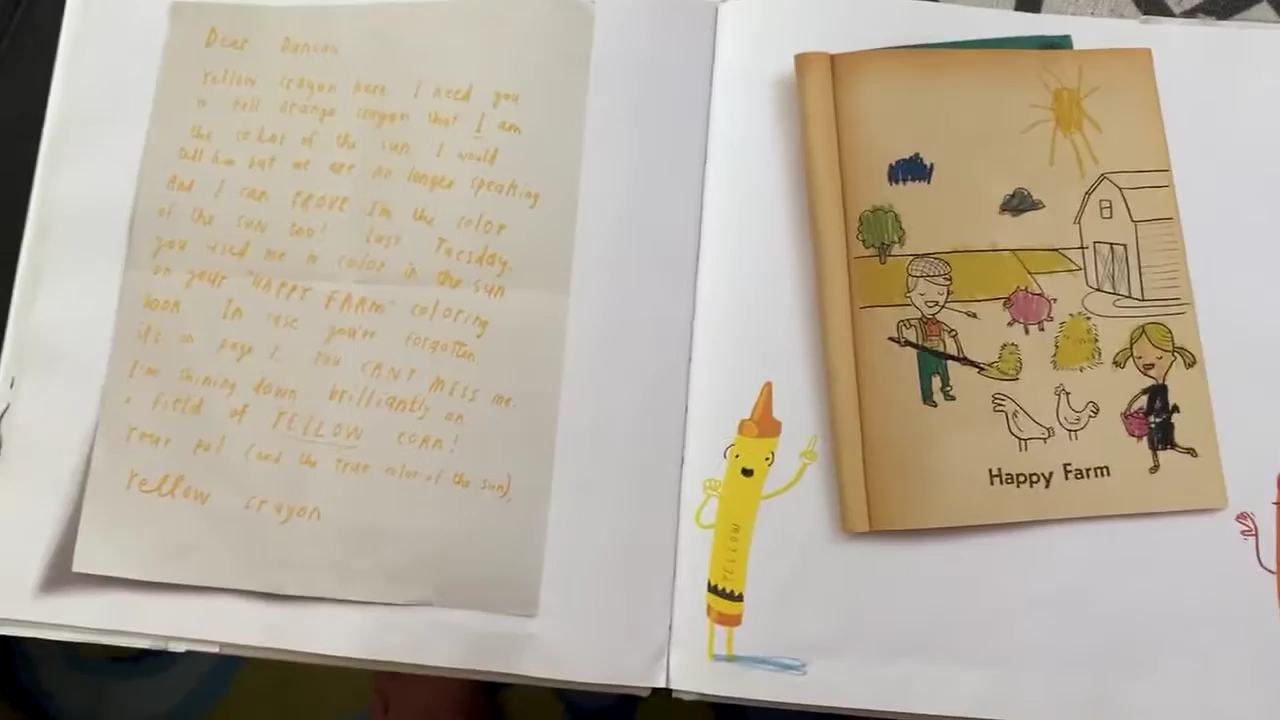 Dear Duncan
Yellow crayon here. I need you
to tell orange crayon that I am
the color of the sun. I would
tell him but we are no longer speaking
And I can PROVE I'm the color
of the sun too! Last Tuesday,
you used me to color in the sun
on your "HAPPY FARM" coloring
book. In case you've forgotten
it's on page 7. You CAN'T MISS me.
I'm shining down brilliantly on
a field of YELLOW CORN!
Your pal (and the true color of the sun),
Yellow crayon
YELLOW
Happy Farm